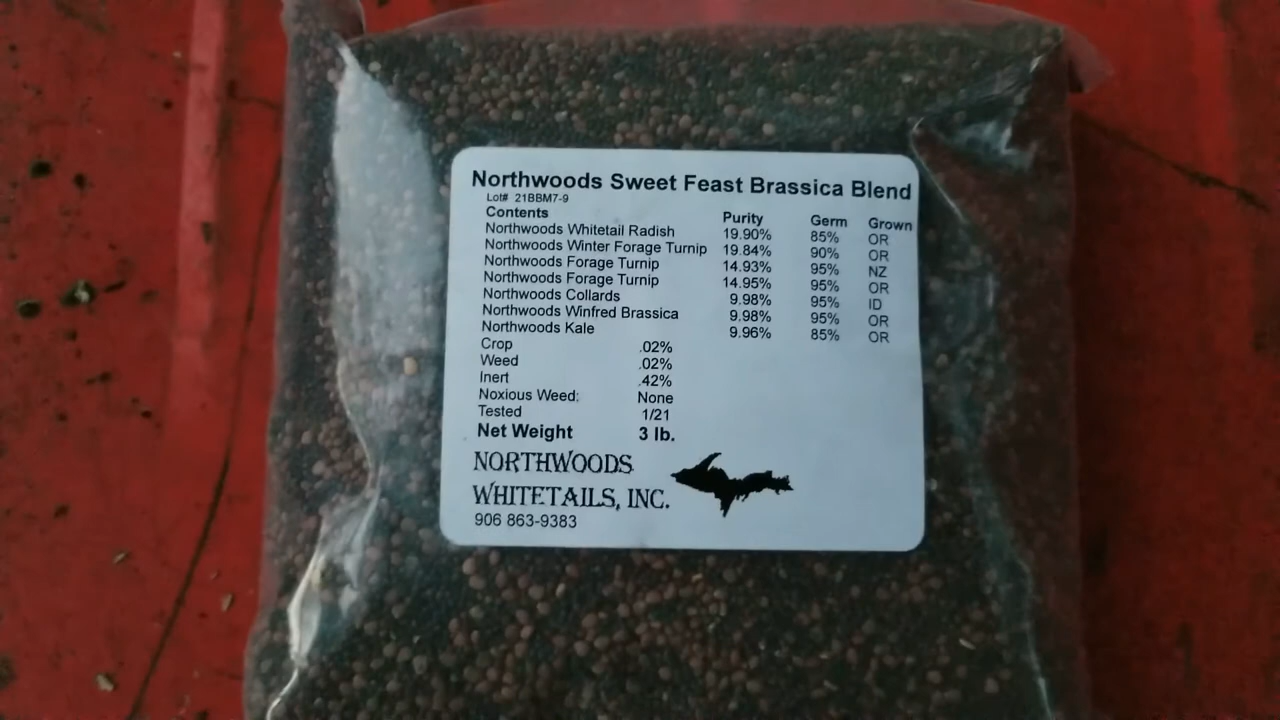 Northwoods Sweet Feast Brassica Blend
Lot# 21BBM7-9
Contents Purity Germ Grown
Northwoods Whitetail Radish 19.90% 85% OR
Northwoods Winter Forage Turnip 19.84% 90% OR
Northwoods Forage Turnip 14.93% 95% NZ
Northwoods Forage Turnip 14.95% 95% OR
Northwoods Collards 9.98% 95% ID
Northwoods Winfred Brassica 9.98% 95% OR
Northwoods Kale 9.96% 85% OR
Crop .02%
Weed .02%
Inert .42%
Noxious Weed: None
Tested 1/21
Net Weight 3 lb.
NORTHWOODS
WHITETAILS, INC.
906 863-9383